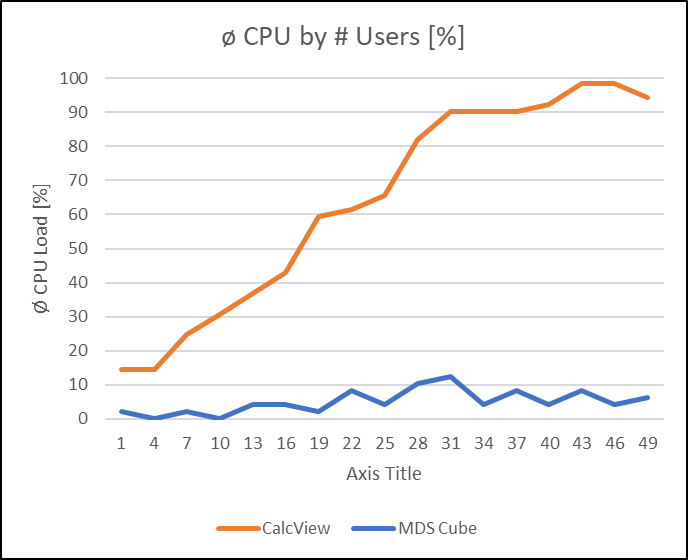 ø CPU by # Users [%]
Ø CPU Load [%]
100
90
80
70
60
50
40
30
20
10
0
1 4 7 10 13 16 19 22 25 28 31 34 37 40 43 46 49
Axis Title
CalcView MDS Cube